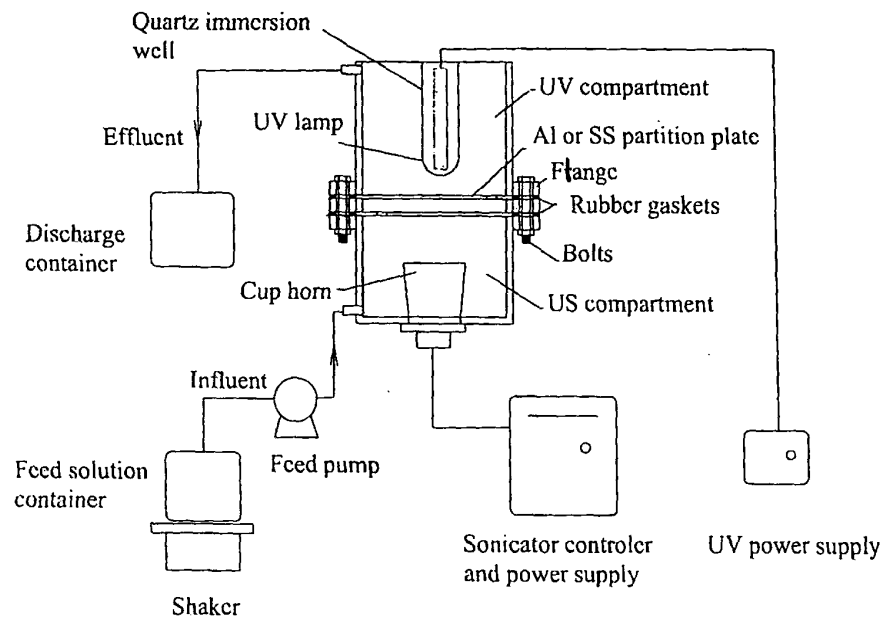 Quartz immersion
well
UV compartment
UV lamp
Al or SS partition plate
Effluent
Flange
Rubber gaskets
Discharge
container
Bolts
Cup horn
US compartment
Influent
Feed pump
Feed solution
container
Sonicator controler
and power supply
UV power supply
Shaker